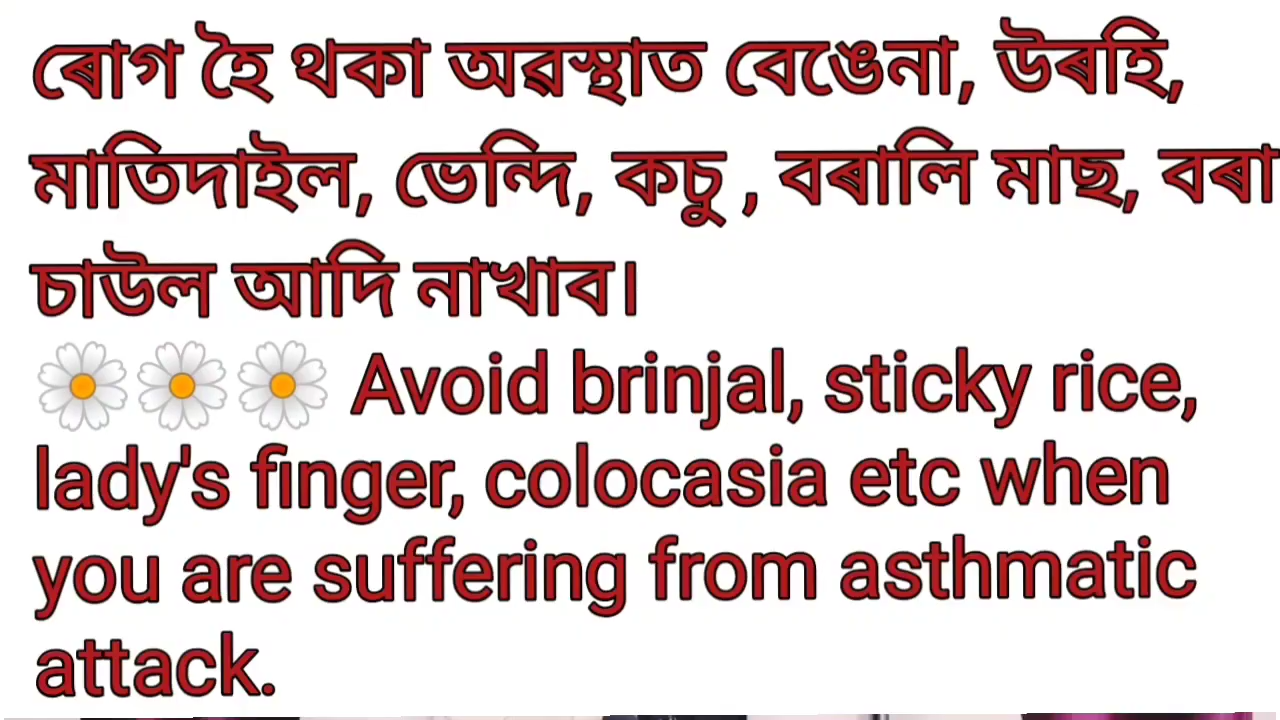 ৰোগ হৈ থকা অৱস্থাত বেঙেনা, উৰহি,
মাতিদাইল, ভেন্দি, কচু , বৰালি মাছ, বৰা
চাউল আদি নাখাব।
🌼🌼🌼 Avoid brinjal, sticky rice,
lady's finger, colocasia etc when
you are suffering from asthmatic
attack.